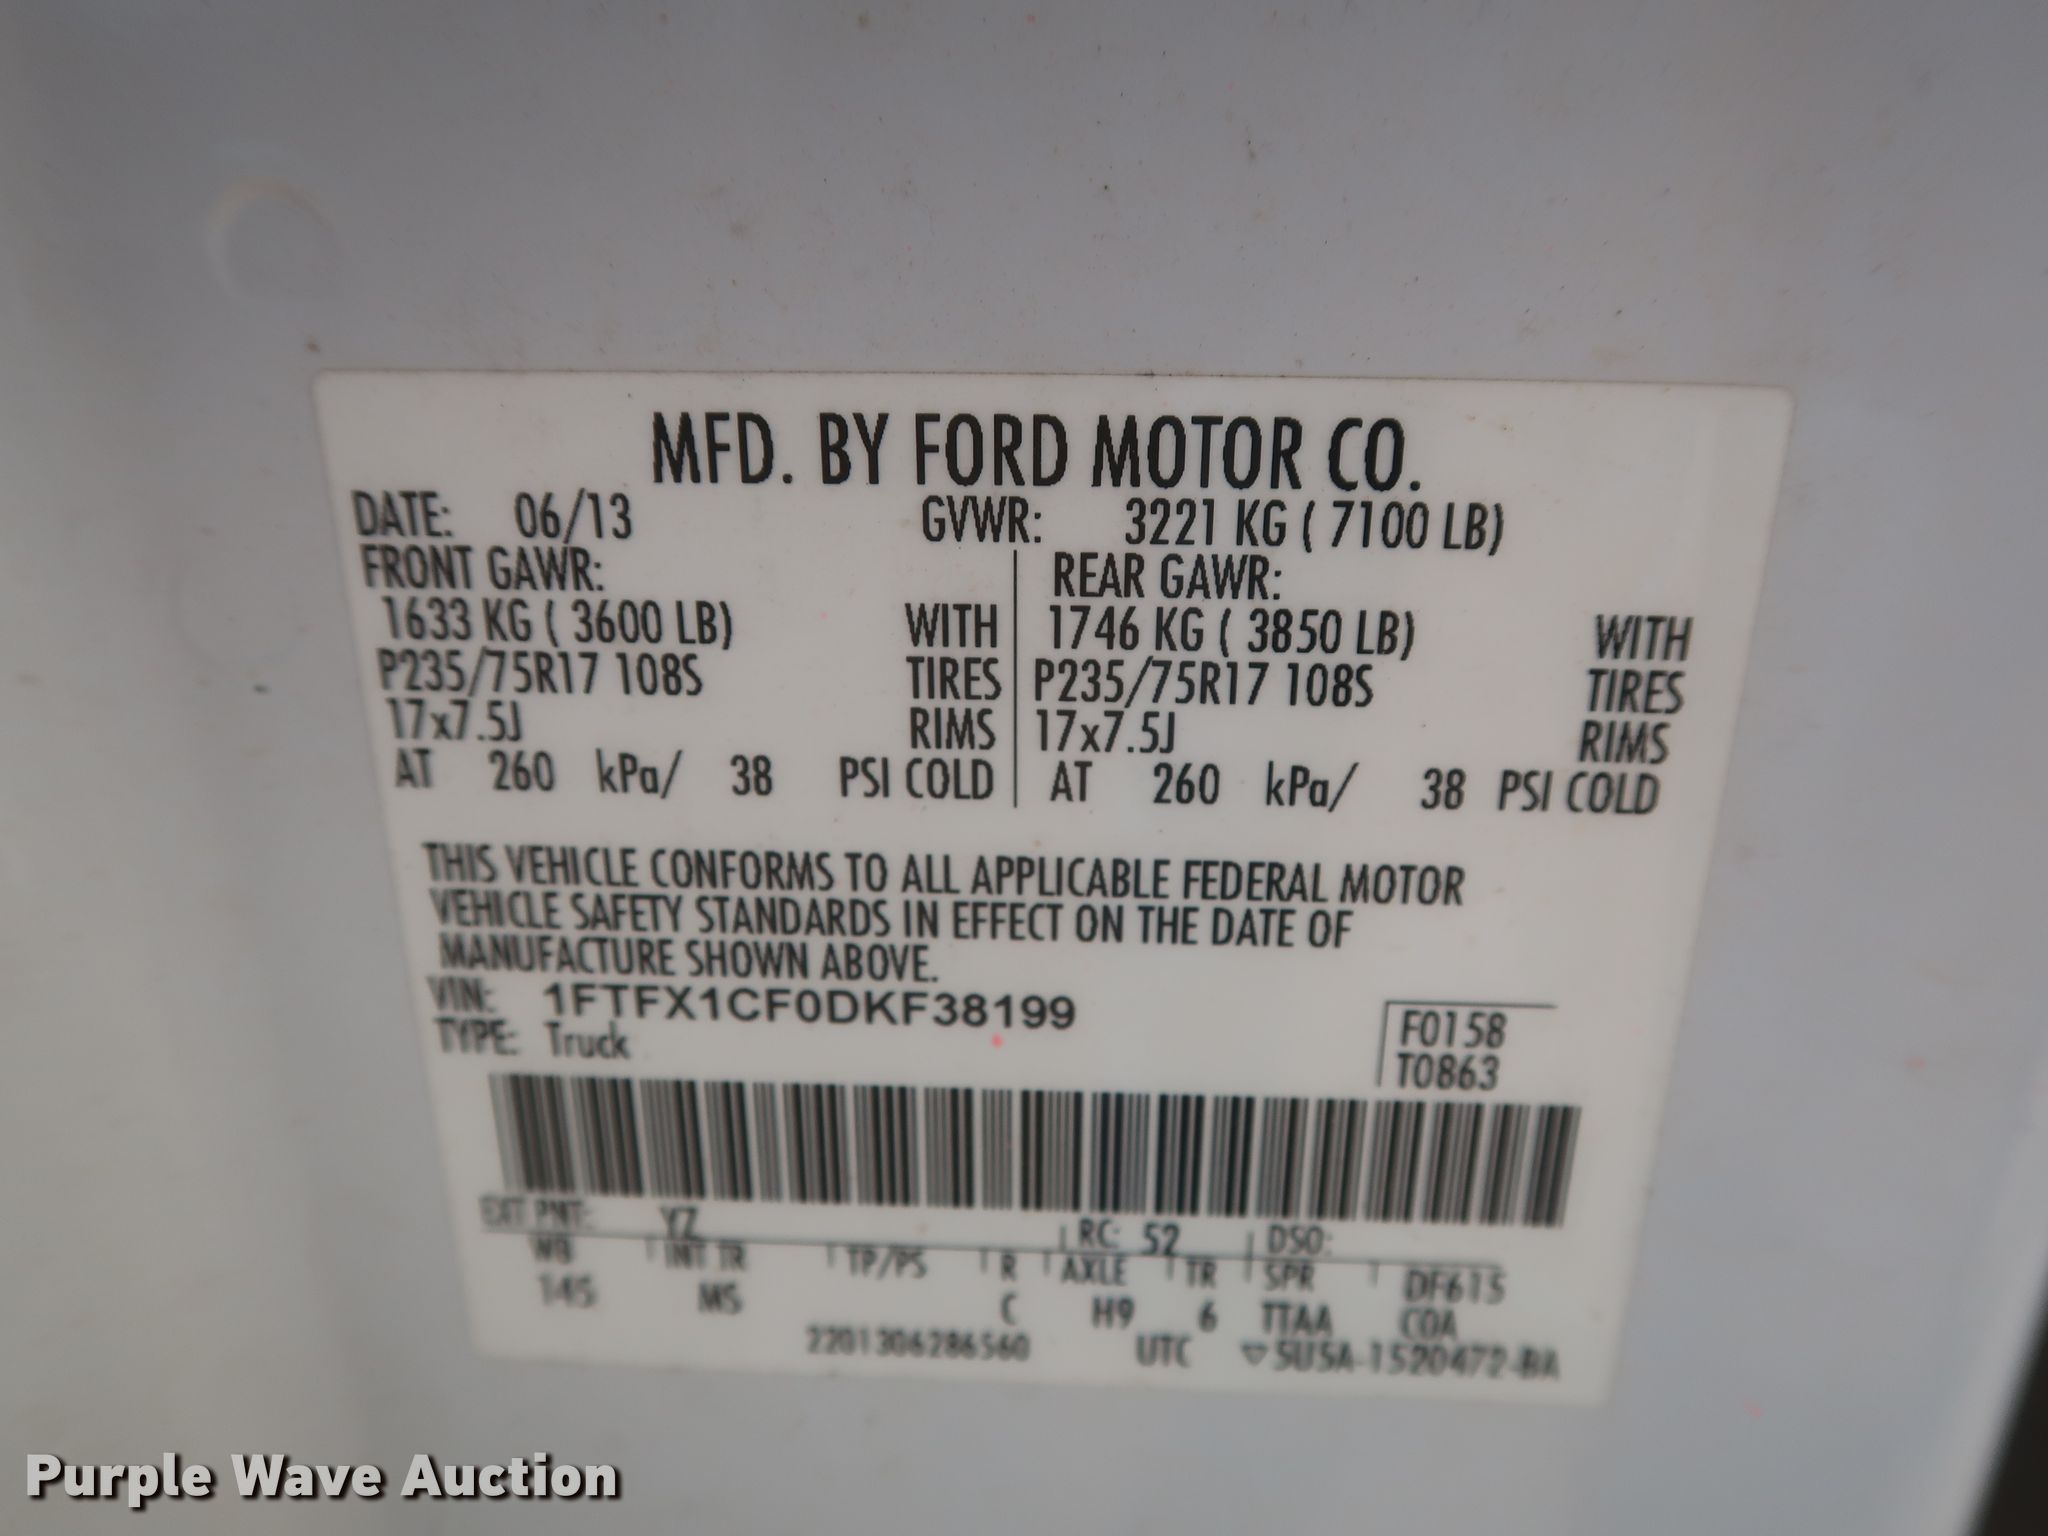 MFD. BY FORD MOTOR CO.
DATE: 06/13 GVWR: 3221 KG ( 7100 LB)
FRONT GAWR: REAR GAWR:
1633 KG ( 3600 LB) WITH 1746 KG ( 3850 LB) WITH
P235/75R17 108S TIRES P235/75R17 108S TIRES
17x7.5J RIMS 17x7.5J RIMS
AT 260 kPa/ 38 PSI COLD AT 260 kPa/ 38 PSI COLD
THIS VEHICLE CONFORMS TO ALL APPLICABLE FEDERAL MOTOR
VEHICLE SAFETY STANDARDS IN EFFECT ON THE DATE OF
MANUFACTURE SHOWN ABOVE.
VIN: 1FTFX1CF0DKF38199
TYPE: Truck
F0158
T0863
EXT PNT: YZ RC: 52 DSO:
WB INT TR TP/PS R AXLE TR SPR DF615
145 MS C H9 6 TTAA COA
2201306286560 UTC ▽5U5A-1520472-BA
Purple Wave Auction